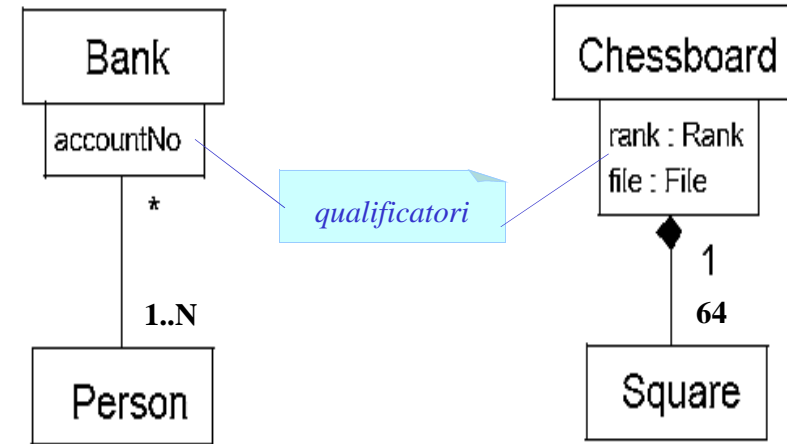 Bank
accountNo
*
1..N
Person
qualificatori
Chessboard
rank : Rank
file : File
1
64
Square